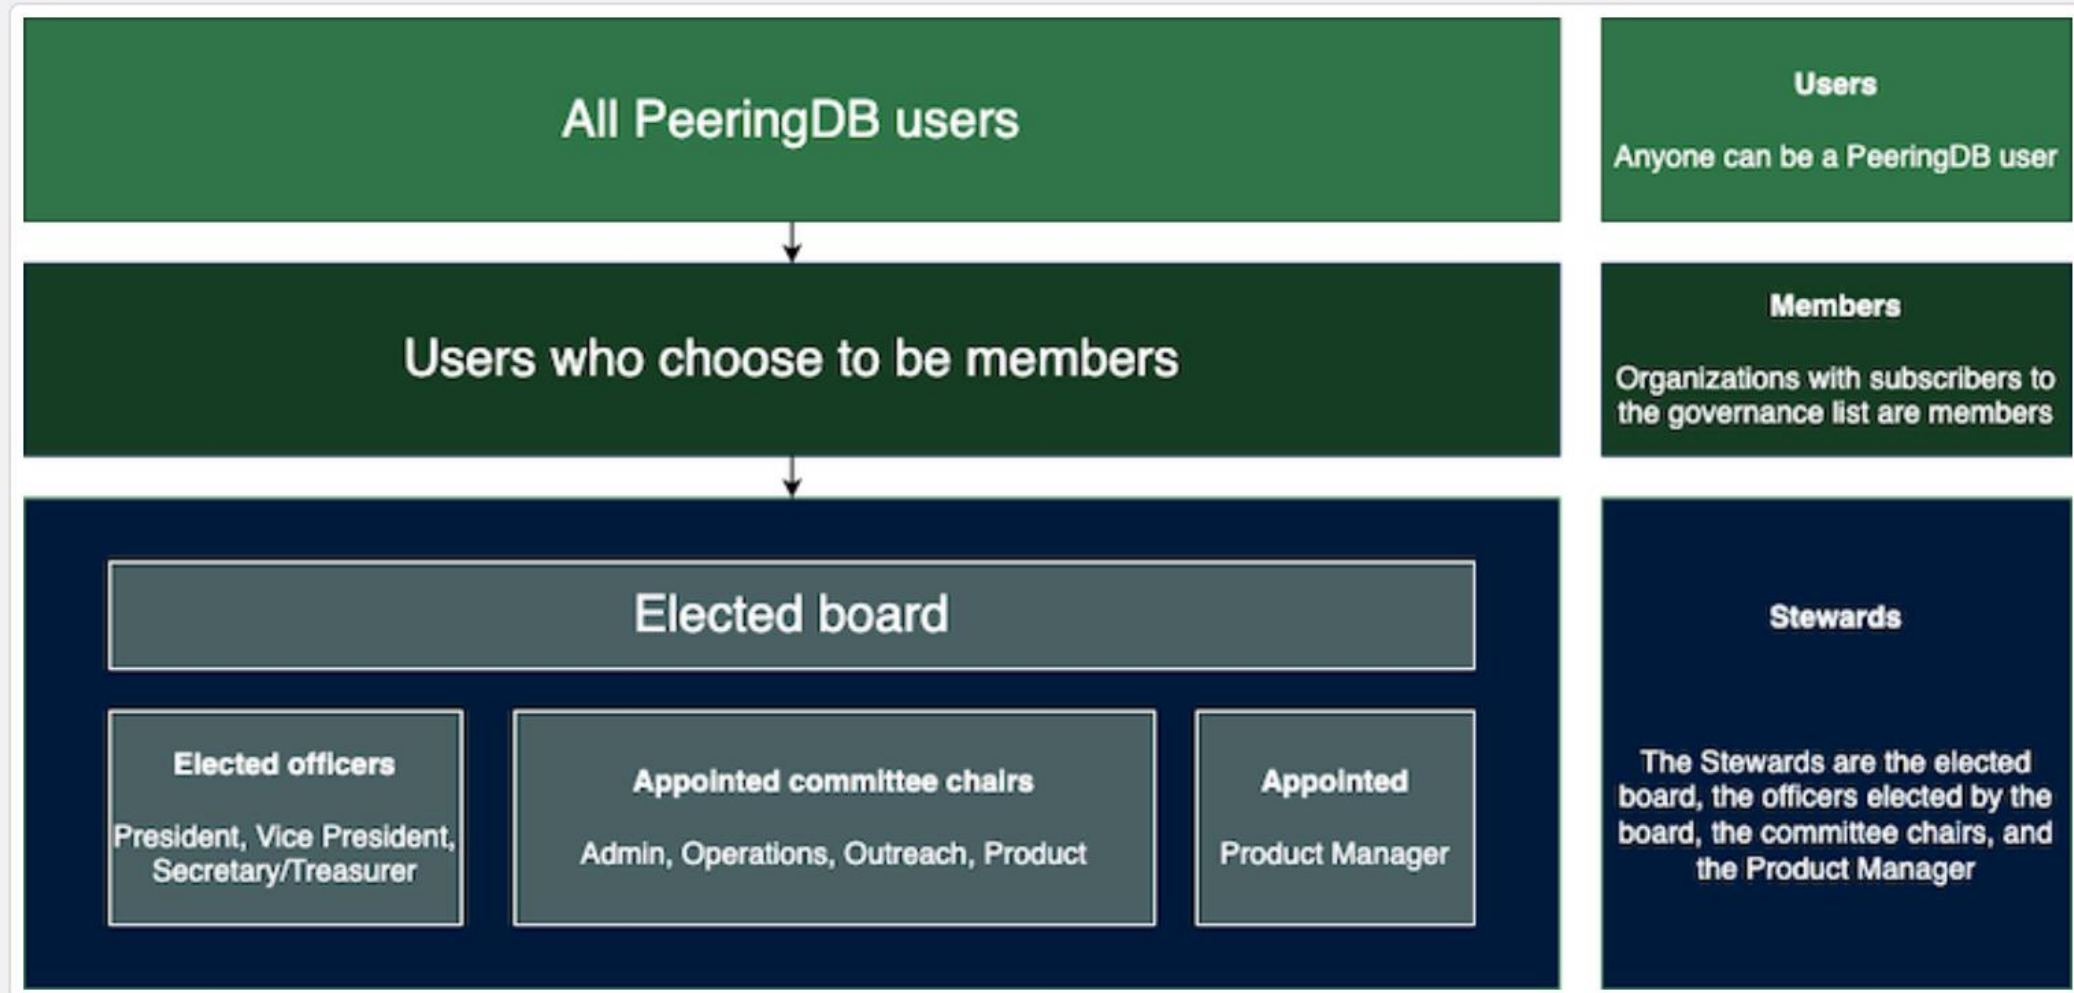 All PeeringDB users
Users
Anyone can be a PeeringDB user
Users who choose to be members
Members
Organizations with subscribers to
the governance list are members
Elected board
Elected officers
President, Vice President,
Secretary/Treasurer
Appointed committee chairs
Admin, Operations, Outreach, Product
Appointed
Product Manager
Stewards
The Stewards are the elected
board, the officers elected by the
board, the committee chairs, and
the Product Manager